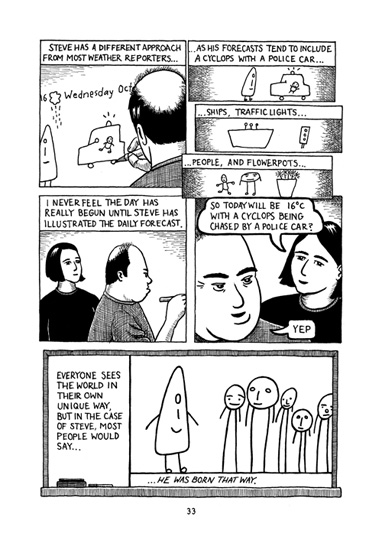 STEVE HAS A DIFFERENT APPROACH
FROM MOST WEATHER REPORTERS...
16
Wednesday Oct
...AS HIS FORECASTS TEND TO INCLUDE
A CYCLOPS WITH A POLICE CAR...
...SHIPS, TRAFFIC LIGHTS...
...PEOPLE, AND FLOWERPOTS...
I NEVER FEEL THE DAY HAS
REALLY BEGUN UNTIL STEVE HAS
ILLUSTRATED THE DAILY FORECAST.
SO TODAY WILL BE 16°C
WITH A CYCLOPS BEING
CHASED BY A POLICE CAR?
YEP
EVERYONE SEES
THE WORLD IN
THEIR OWN
UNIQUE WAY,
BUT IN THE CASE
OF STEVE, MOST
PEOPLE WOULD
SAY...
...HE WAS BORN THAT WAY.
33